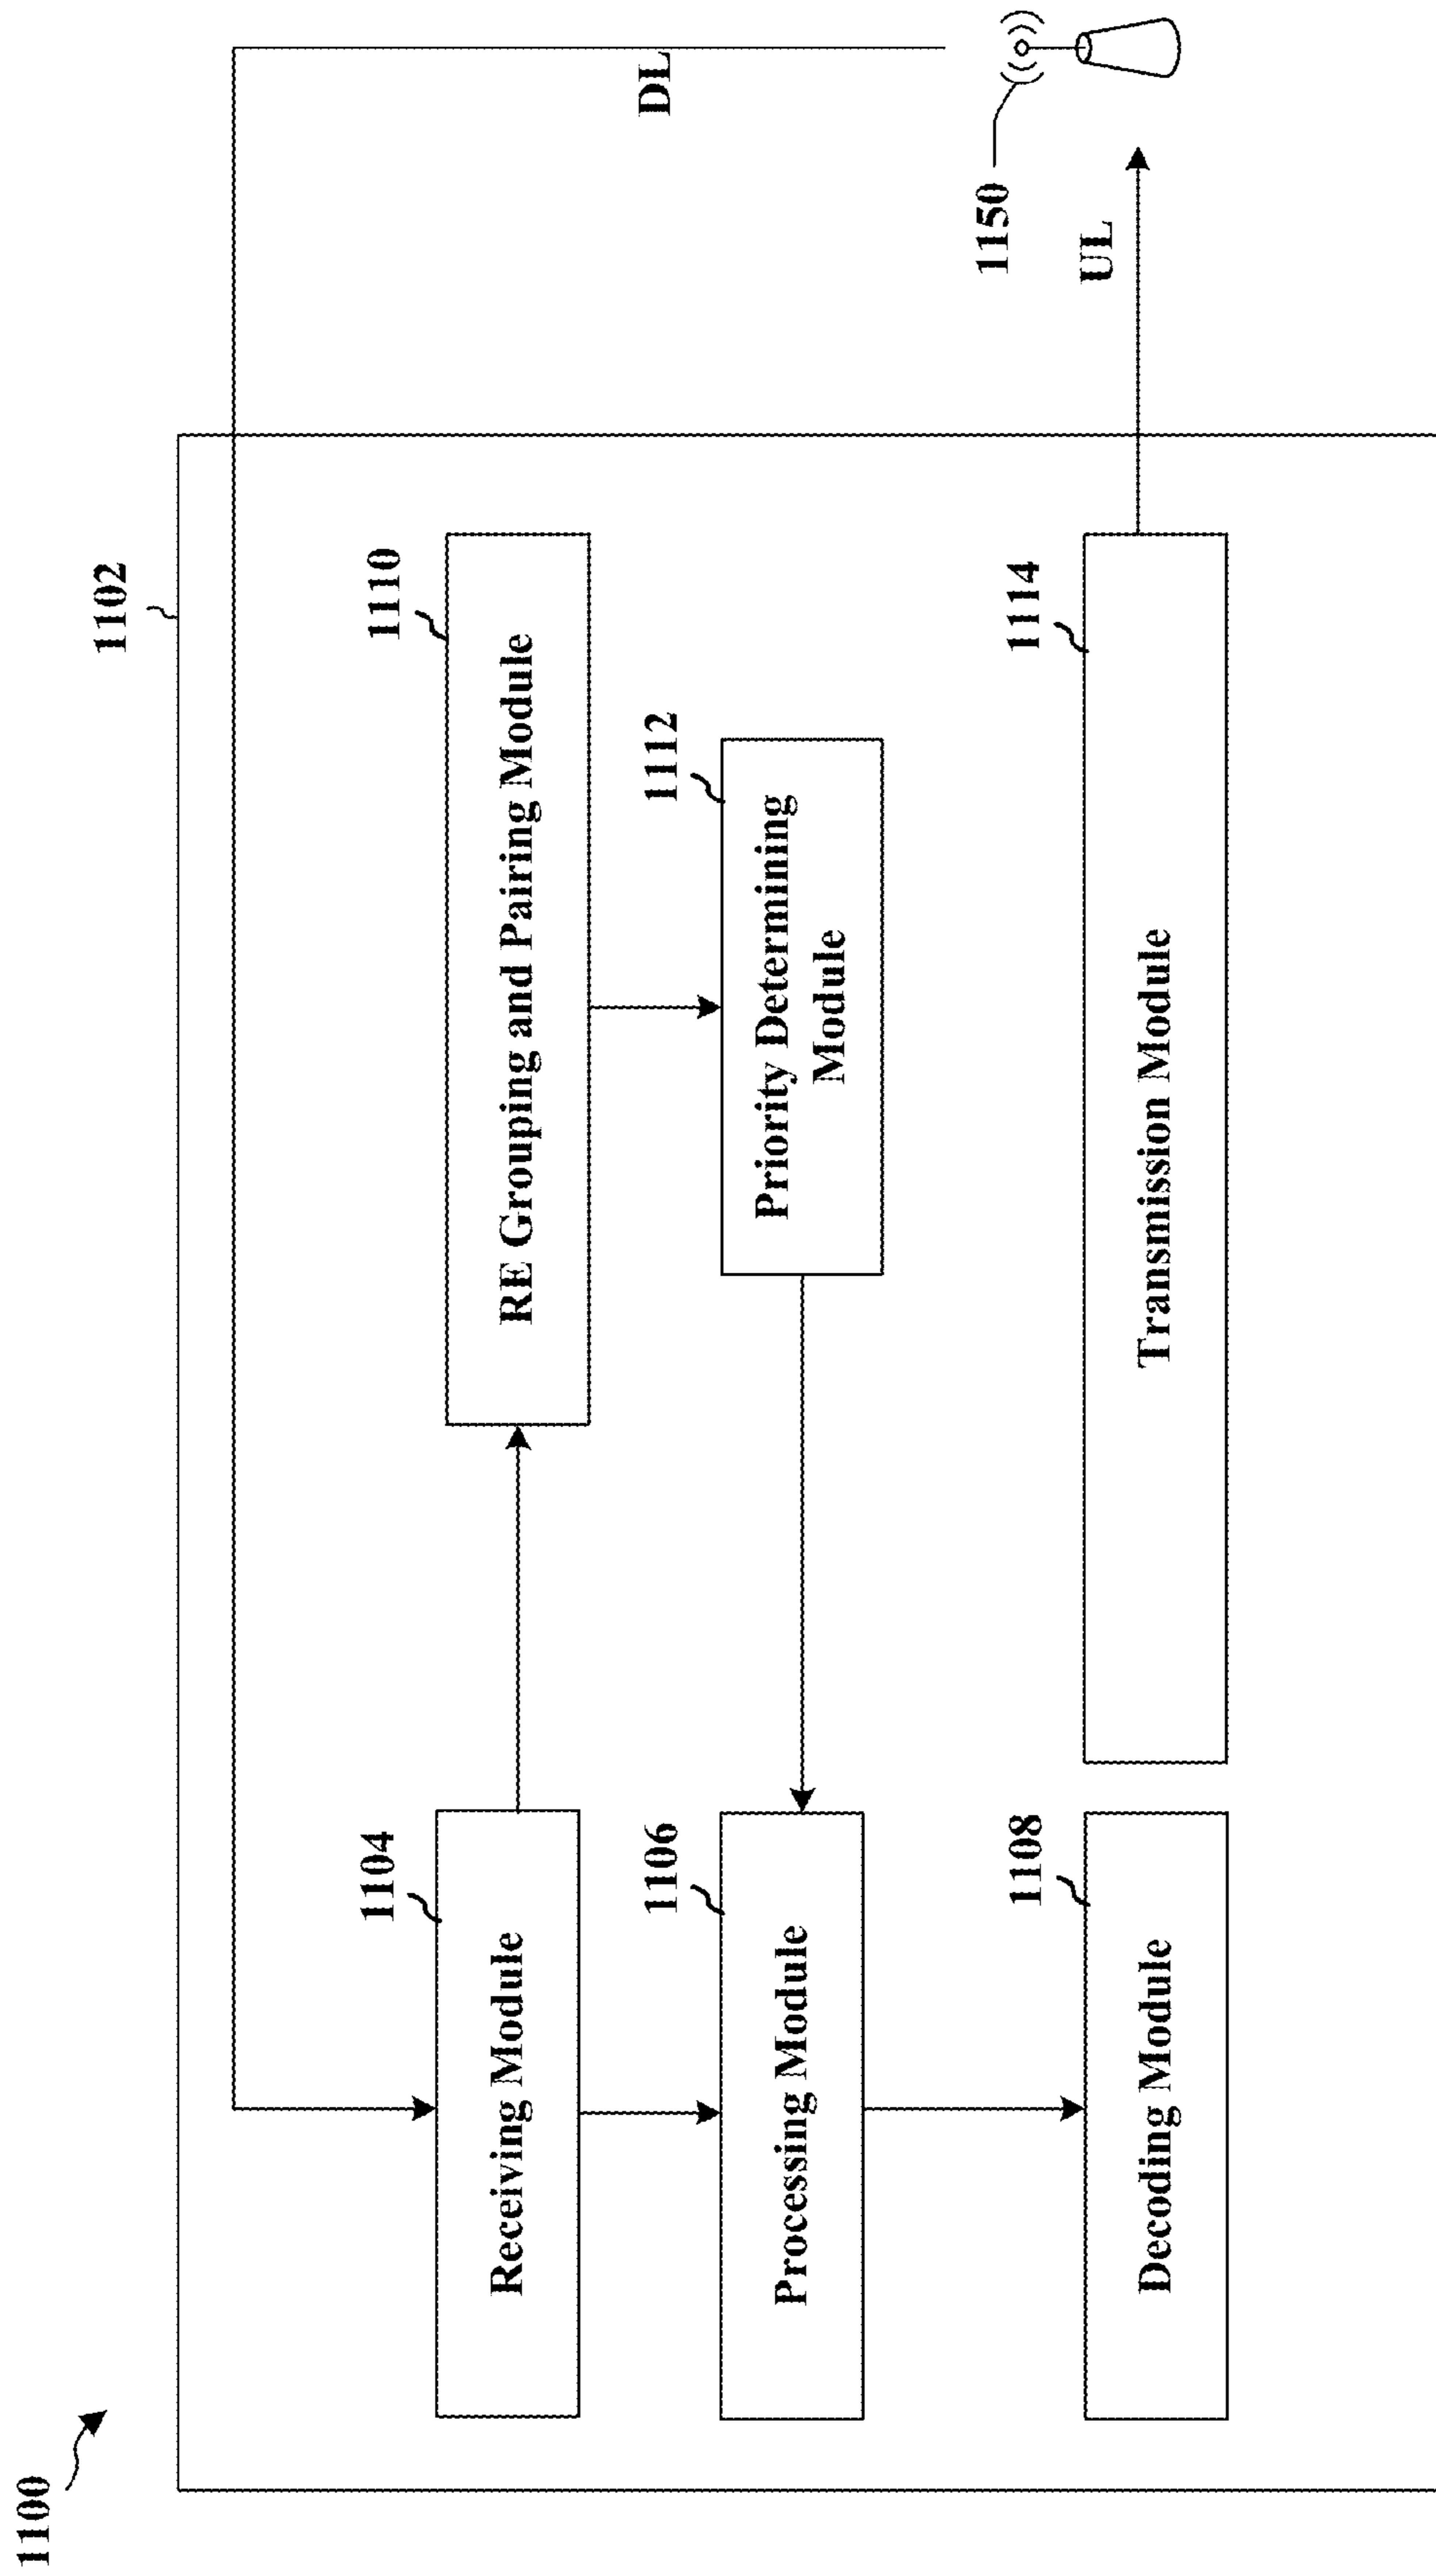 1100
1102
DL
1104
Receiving Module
1110
RE Grouping and Pairing Module
1106
Processing Module
1112
Priority Determining
Module
1150
1108
Decoding Module
1114
Transmission Module
UL